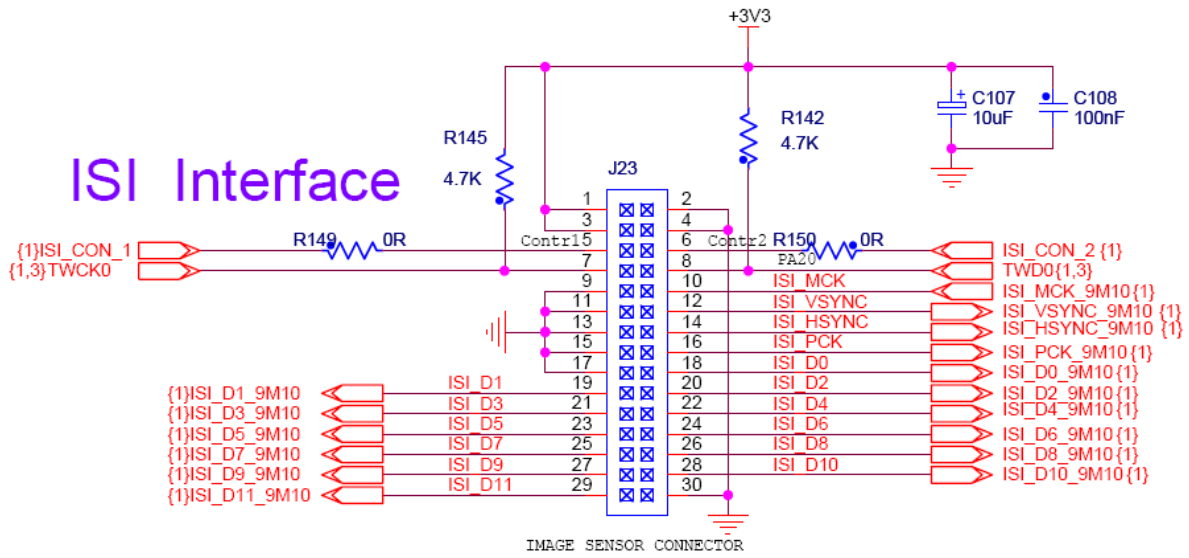 +3V3
C107
10uF
C108
100nF
R145
4.7K
R142
4.7K
ISI Interface
J23
1 2
3 4
{1}ISI_CON_1 R149 0R Contr1 5 6 Contr2 R150 0R ISI_CON_2 {1}
{1,3}TWCK0 7 8 PA20 TWD0{1,3}
9 10 ISI_MCK ISI_MCK_9M10{1}
11 12 ISI_VSYNC ISI_VSYNC_9M10 {1}
13 14 ISI_HSYNC ISI_HSYNC_9M10 {1}
15 16 ISI_PCK ISI_PCK_9M10{1}
17 18 ISI_D0 ISI_D0_9M10{1}
{1}ISI_D1_9M10 ISI_D1 19 20 ISI_D2 ISI_D2_9M10{1}
{1}ISI_D3_9M10 ISI_D3 21 22 ISI_D4 ISI_D4_9M10{1}
{1}ISI_D5_9M10 ISI_D5 23 24 ISI_D6 ISI_D6_9M10{1}
{1}ISI_D7_9M10 ISI_D7 25 26 ISI_D8 ISI_D8_9M10{1}
{1}ISI_D9_9M10 ISI_D9 27 28 ISI_D10 ISI_D10_9M10{1}
{1}ISI_D11_9M10 ISI_D11 29 30
IMAGE SENSOR CONNECTOR